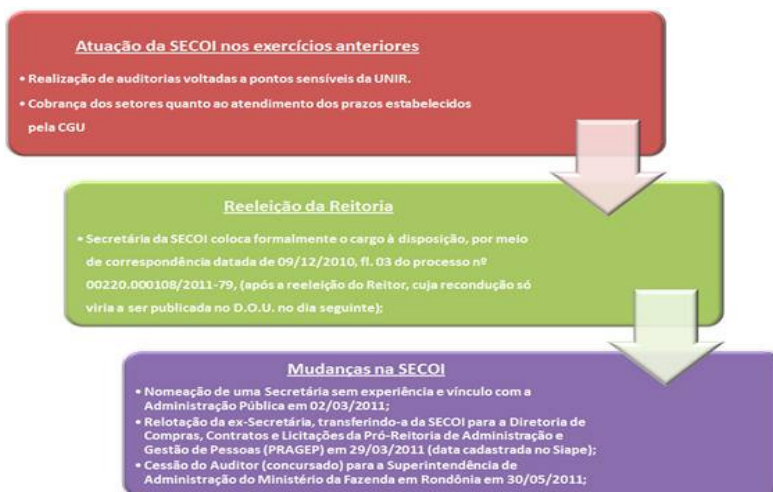 Atuação da SECOI nos exercícios anteriores
• Realização de auditorias voltadas a pontos sensíveis da UNIR.
• Cobrança dos setores quanto ao atendimento dos prazos estabelecidos
pela CGU
Reeleição da Reitoria
• Secretária da SECOI coloca formalmente o cargo à disposição, por meio
de correspondência datada de 09/12/2010, fl. 03 do processo nº
00220.000108/2011-79, (após a reeleição do Reitor, cuja recondução só
viria a ser publicada no D.O.U. no dia seguinte);
Mudanças na SECOI
• Nomeação de uma Secretária sem experiência e vínculo com a
Administração Pública em 02/03/2011;
• Relotação da ex-Secretária, transferindo-a da SECOI para a Diretoria de
Compras, Contratos e Licitações da Pró-Reitoria de Administração e
Gestão de Pessoas (PRAGEP) em 29/03/2011 (data cadastrada no Siape);
• Cessão do Auditor (concursado) para a Superintendência de
Administração do Ministério da Fazenda em Rondônia em 30/05/2011;